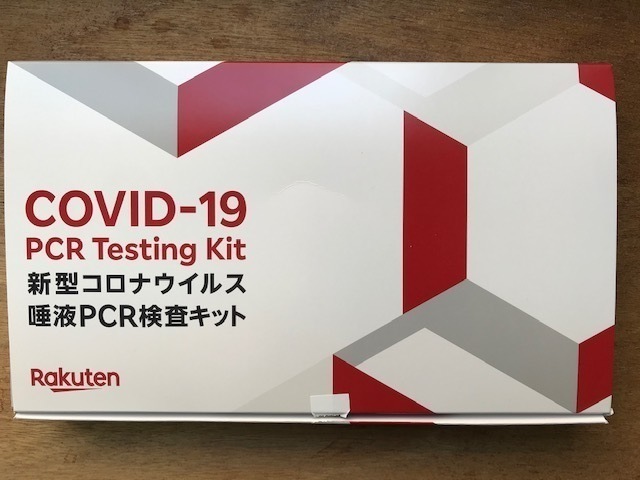 COVID-19
PCR Testing Kit
新型コロナウイルス
唾液PCR検査キット
Rakuten